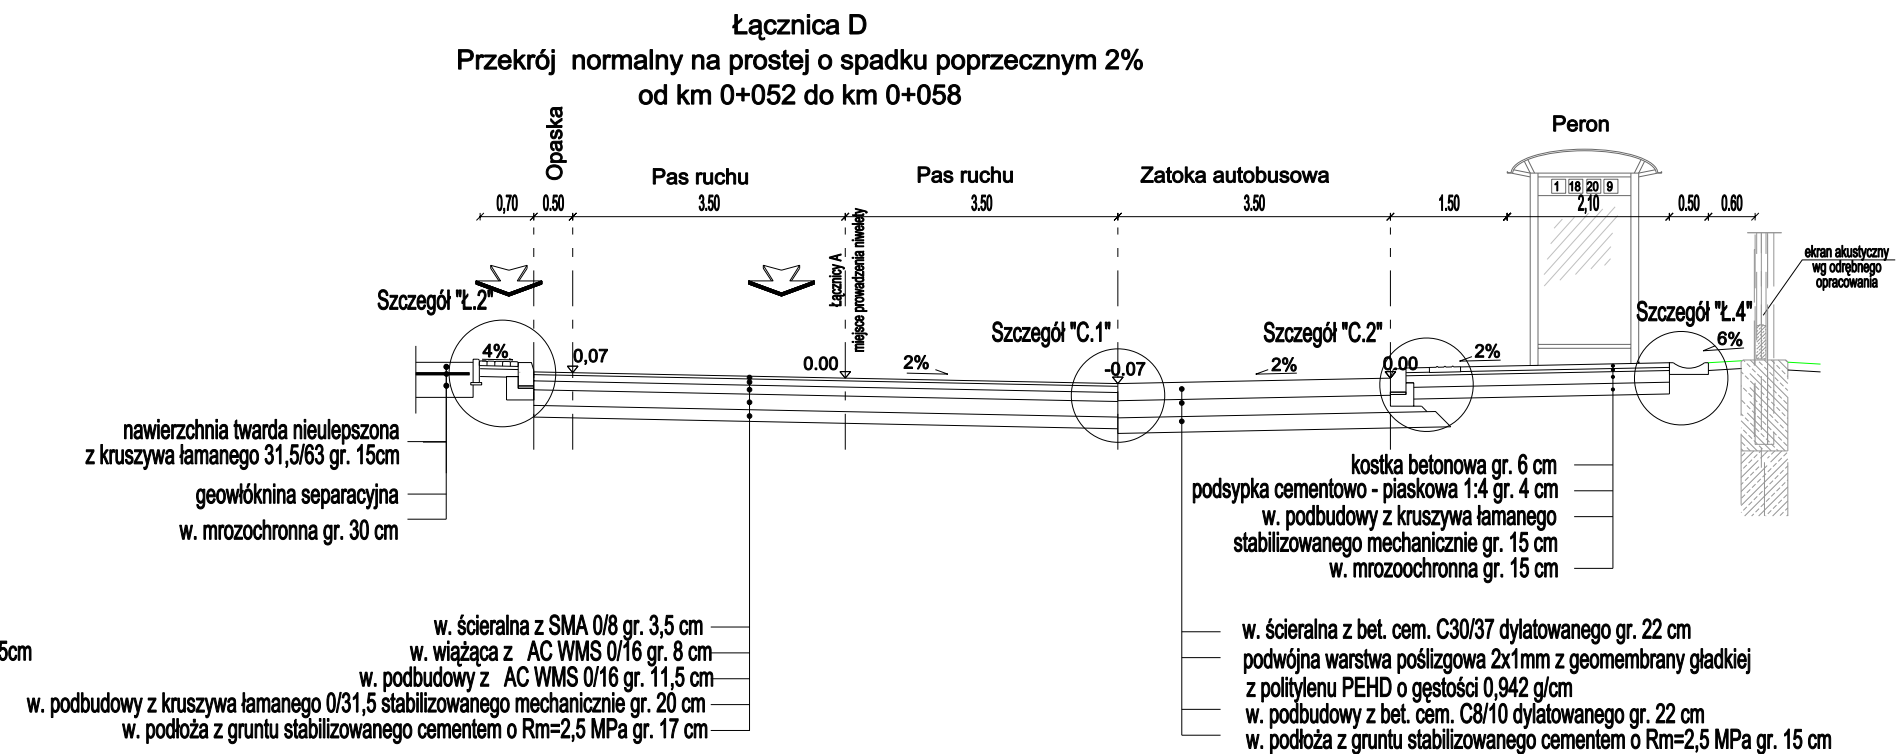 Łącznica D
Przekrój normalny na prostej o spadku poprzecznym 2%
od km 0+052 do km 0+058
Opaska
Pas ruchu
Pas ruchu
Zatoka autobusowa
Peron
0,70
0.50
3.50
3.50
3.50
1.50
2,10
0.50
0.60
1 18 20 9
Łącznicy A
miejsce prowadzenia niwelety
ekran akustyczny
wg odrębnego
opracowania
Szczegół "Ł.2"
Szczegół "C.1"
Szczegół "C.2"
Szczegół "Ł.4"
4%
0,07
0.00
2%
-0,07
2%
0.00
2%
6%
nawierzchnia twarda nieulepszona
z kruszywa łamanego 31,5/63 gr. 15cm
geowłóknina separacyjna
w. mrozochronna gr. 30 cm
kostka betonowa gr. 6 cm
podsypka cementowo - piaskowa 1:4 gr. 4 cm
w. podbudowy z kruszywa łamanego
stabilizowanego mechanicznie gr. 15 cm
w. mrozoochronna gr. 15 cm
5cm
w. ścieralna z SMA 0/8 gr. 3,5 cm
w. wiążąca z AC WMS 0/16 gr. 8 cm
w. podbudowy z AC WMS 0/16 gr. 11,5 cm
w. podbudowy z kruszywa łamanego 0/31,5 stabilizowanego mechanicznie gr. 20 cm
w. podłoża z gruntu stabilizowanego cementem o Rm=2,5 MPa gr. 17 cm
w. ścieralna z bet. cem. C30/37 dylatowanego gr. 22 cm
podwójna warstwa poślizgowa 2x1mm z geomembrany gładkiej
z politylenu PEHD o gęstości 0,942 g/cm
w. podbudowy z bet. cem. C8/10 dylatowanego gr. 22 cm
w. podłoża z gruntu stabilizowanego cementem o Rm=2,5 MPa gr. 15 cm